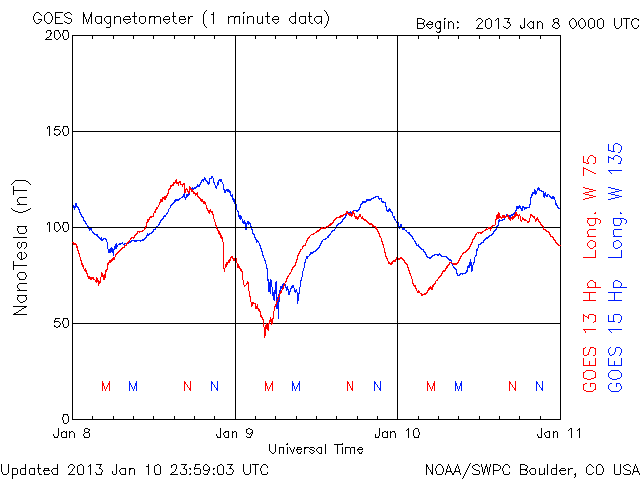 GOES Magnetometer (1 minute data)
Begin: 2013 Jan 8 0000 UTC
200
150
100
50
0
NanoTesla (nT)
M M N N M M N N M M N N
Jan 8 Jan 9 Jan 10 Jan 11
Universal Time
GOES 13 Hp Long. W 75
GOES 15 Hp Long. W 135
Updated 2013 Jan 10 23:59:03 UTC
NOAA/SWPC Boulder, CO USA